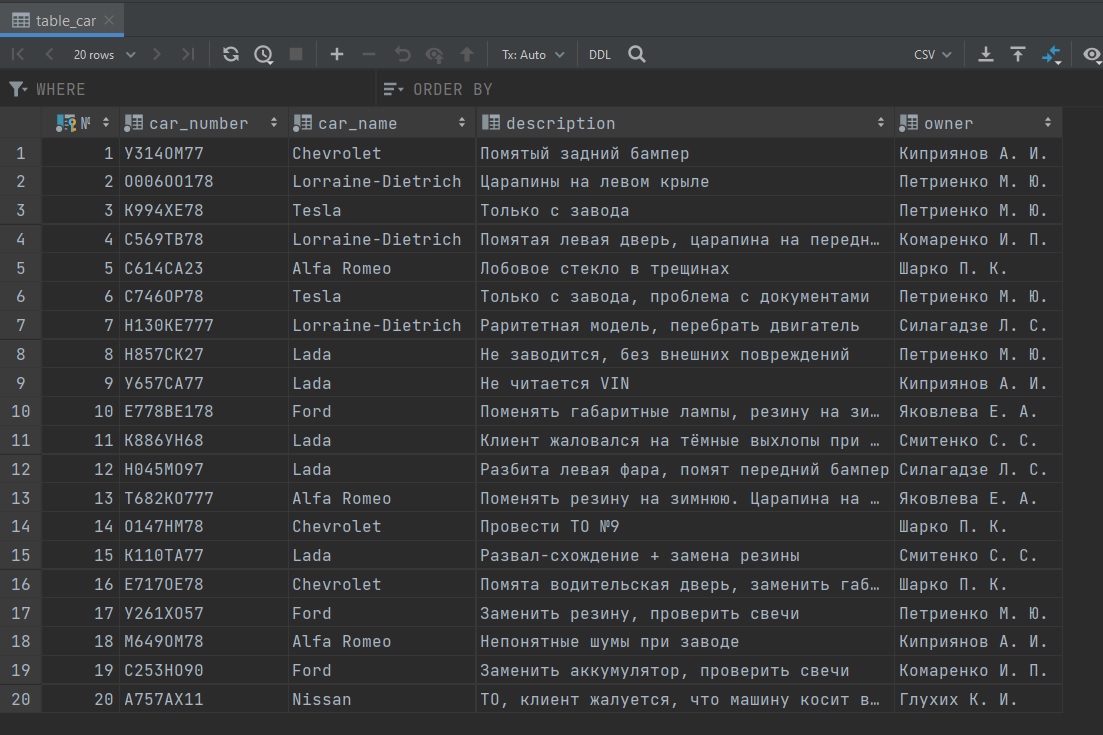 table_car
20 rows Tx: Auto DDL CSV
WHERE ORDER BY
№ car_number car_name description owner
1 1 У314ОМ77 Chevrolet Помятый задний бампер Киприянов А. И.
2 2 О006ОО178 Lorraine-Dietrich Царапины на левом крыле Петриенко М. Ю.
3 3 К994ХЕ78 Tesla Только с завода Петриенко М. Ю.
4 4 С569ТВ78 Lorraine-Dietrich Помятая левая дверь, царапина на передн… Комаренко И. П.
5 5 С614СА23 Alfa Romeo Лобовое стекло в трещинах Шарко П. К.
6 6 С746ОР78 Tesla Только с завода, проблема с документами Петриенко М. Ю.
7 7 Н130КЕ777 Lorraine-Dietrich Раритетная модель, перебрать двигатель Силагадзе Л. С.
8 8 Н857СК27 Lada Не заводится, без внешних повреждений Петриенко М. Ю.
9 9 У657СА77 Lada Не читается VIN Киприянов А. И.
10 10 Е778ВЕ178 Ford Поменять габаритные лампы, резину на зи… Яковлева Е. А.
11 11 К886УН68 Lada Клиент жаловался на тёмные выхлопы при … Смитенко С. С.
12 12 Н045МО97 Lada Разбита левая фара, помят передний бампер Силагадзе Л. С.
13 13 Т682КО777 Alfa Romeo Поменять резину на зимнюю. Царапина на … Яковлева Е. А.
14 14 О147НМ78 Chevrolet Провести ТО №9 Шарко П. К.
15 15 К110ТА77 Lada Развал-схождение + замена резины Смитенко С. С.
16 16 Е717ОЕ78 Chevrolet Помята водительская дверь, заменить габ… Шарко П. К.
17 17 У261ХО57 Ford Заменить резину, проверить свечи Петриенко М. Ю.
18 18 М649ОМ78 Alfa Romeo Непонятные шумы при заводе Киприянов А. И.
19 19 С253НО90 Ford Заменить аккумулятор, проверить свечи Комаренко И. П.
20 20 А757АХ11 Nissan ТО, клиент жалуется, что машину косит в… Глухих К. И.